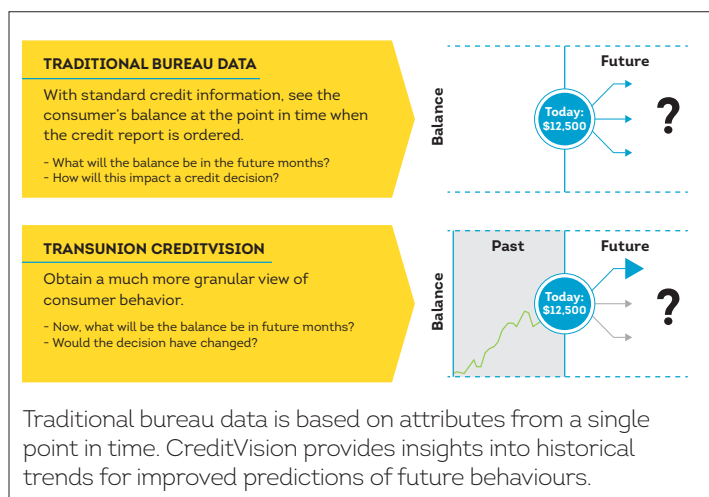 TRADITIONAL BUREAU DATA
With standard credit information, see the
consumer's balance at the point in time when
the credit report is ordered.
- What will the balance be in the future months?
- How will this impact a credit decision?
Balance
Future
Today:
$12,500
?
TRANSUNION CREDITVISION
Obtain a much more granular view of
consumer behavior.
- Now, what will be the balance be in future months?
- Would the decision have changed?
Balance
Past
Future
Today:
$12,500
?
Traditional bureau data is based on attributes from a single
point in time. CreditVision provides insights into historical
trends for improved predictions of future behaviours.